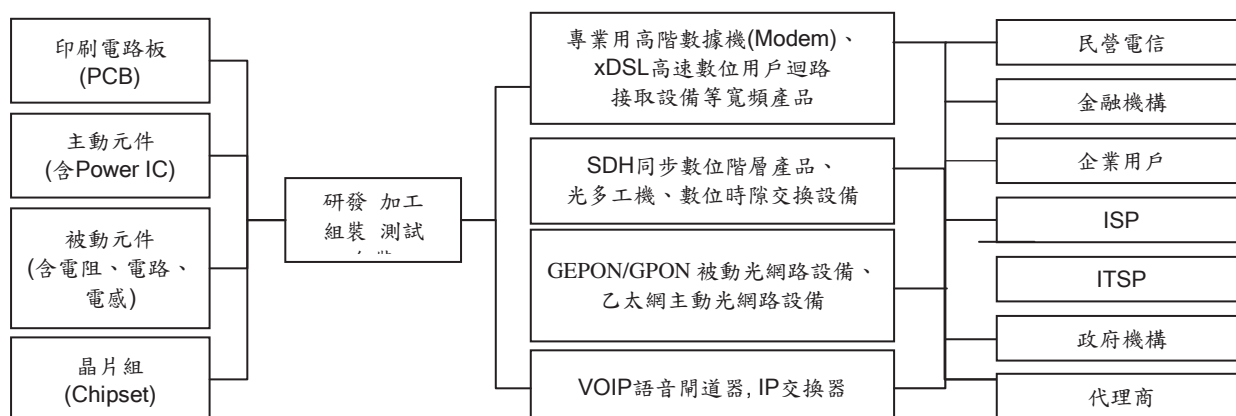 印刷電路板
(PCB)
主動元件
(含Power IC)
被動元件
(含電阻、電路、
電感)
晶片組
(Chipset)
研發 加工
組裝 測試
專業用高階數據機(Modem)、
xDSL高速數位用戶迴路
接取設備等寬頻產品
SDH同步數位階層產品、
光多工機、數位時隙交換設備
GEPON/GPON 被動光網路設備、
乙太網主動光網路設備
VOIP語音閘道器, IP交換器
民營電信
金融機構
企業用戶
ISP
ITSP
政府機構
代理商